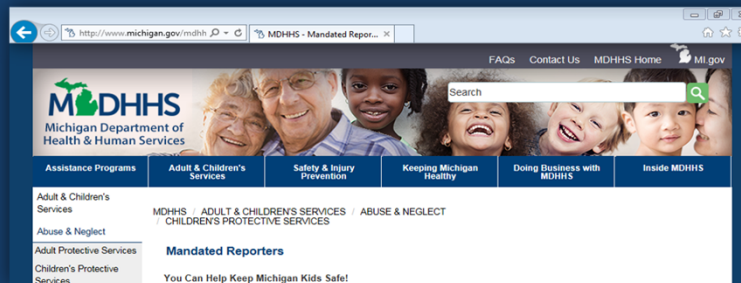 http://www.michigan.gov/mdhh
MDHHS - Mandated Repor...
FAQs Contact Us MDHHS Home MI.gov
MDHHS
Michigan Department of
Health & Human Services
Search
Assistance Programs
Adult & Children's
Services
Safety & Injury
Prevention
Keeping Michigan
Healthy
Doing Business with
MDHHS
Inside MDHHS
Adult & Children's
Services
Abuse & Neglect
Adult Protective Services
Children's Protective
Services
MDHHS / ADULT & CHILDREN'S SERVICES / ABUSE & NEGLECT
/ CHILDREN'S PROTECTIVE SERVICES
Mandated Reporters
You Can Help Keep Michigan Kids Safe!